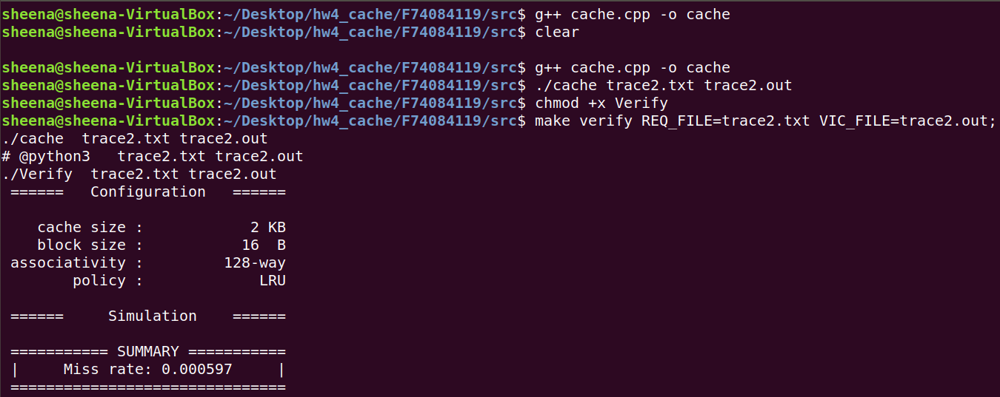 sheena@sheena-VirtualBox:~/Desktop/hw4_cache/F74084119/src$ g++ cache.cpp -o cache
sheena@sheena-VirtualBox:~/Desktop/hw4_cache/F74084119/src$ clear
sheena@sheena-VirtualBox:~/Desktop/hw4_cache/F74084119/src$ g++ cache.cpp -o cache
sheena@sheena-VirtualBox:~/Desktop/hw4_cache/F74084119/src$ ./cache trace2.txt trace2.out
sheena@sheena-VirtualBox:~/Desktop/hw4_cache/F74084119/src$ chmod +x Verify
sheena@sheena-VirtualBox:~/Desktop/hw4_cache/F74084119/src$ make verify REQ_FILE=trace2.txt VIC_FILE=trace2.out;
./cache  trace2.txt trace2.out
# @python3   trace2.txt trace2.out
./Verify  trace2.txt trace2.out
 ======   Configuration   ======
    cache size :            2 KB
    block size :           16  B
 associativity :         128-way
        policy :             LRU
 ======     Simulation    ======
 =========== SUMMARY ===========
 |     Miss rate: 0.000597     |
 ===============================